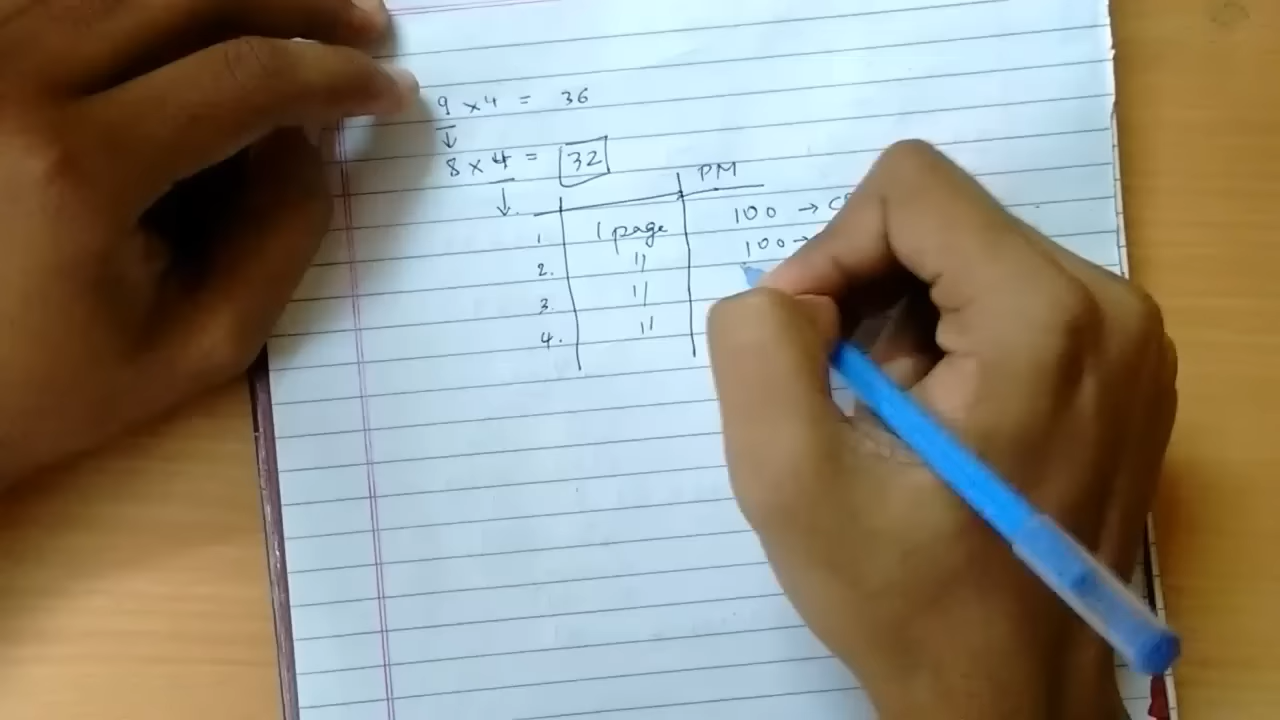 9 x 4 = 36
↓
8 x 4 = 32
↓
PM
1 1 page 100 →
2. 11 100 →
3. 11
4. 11